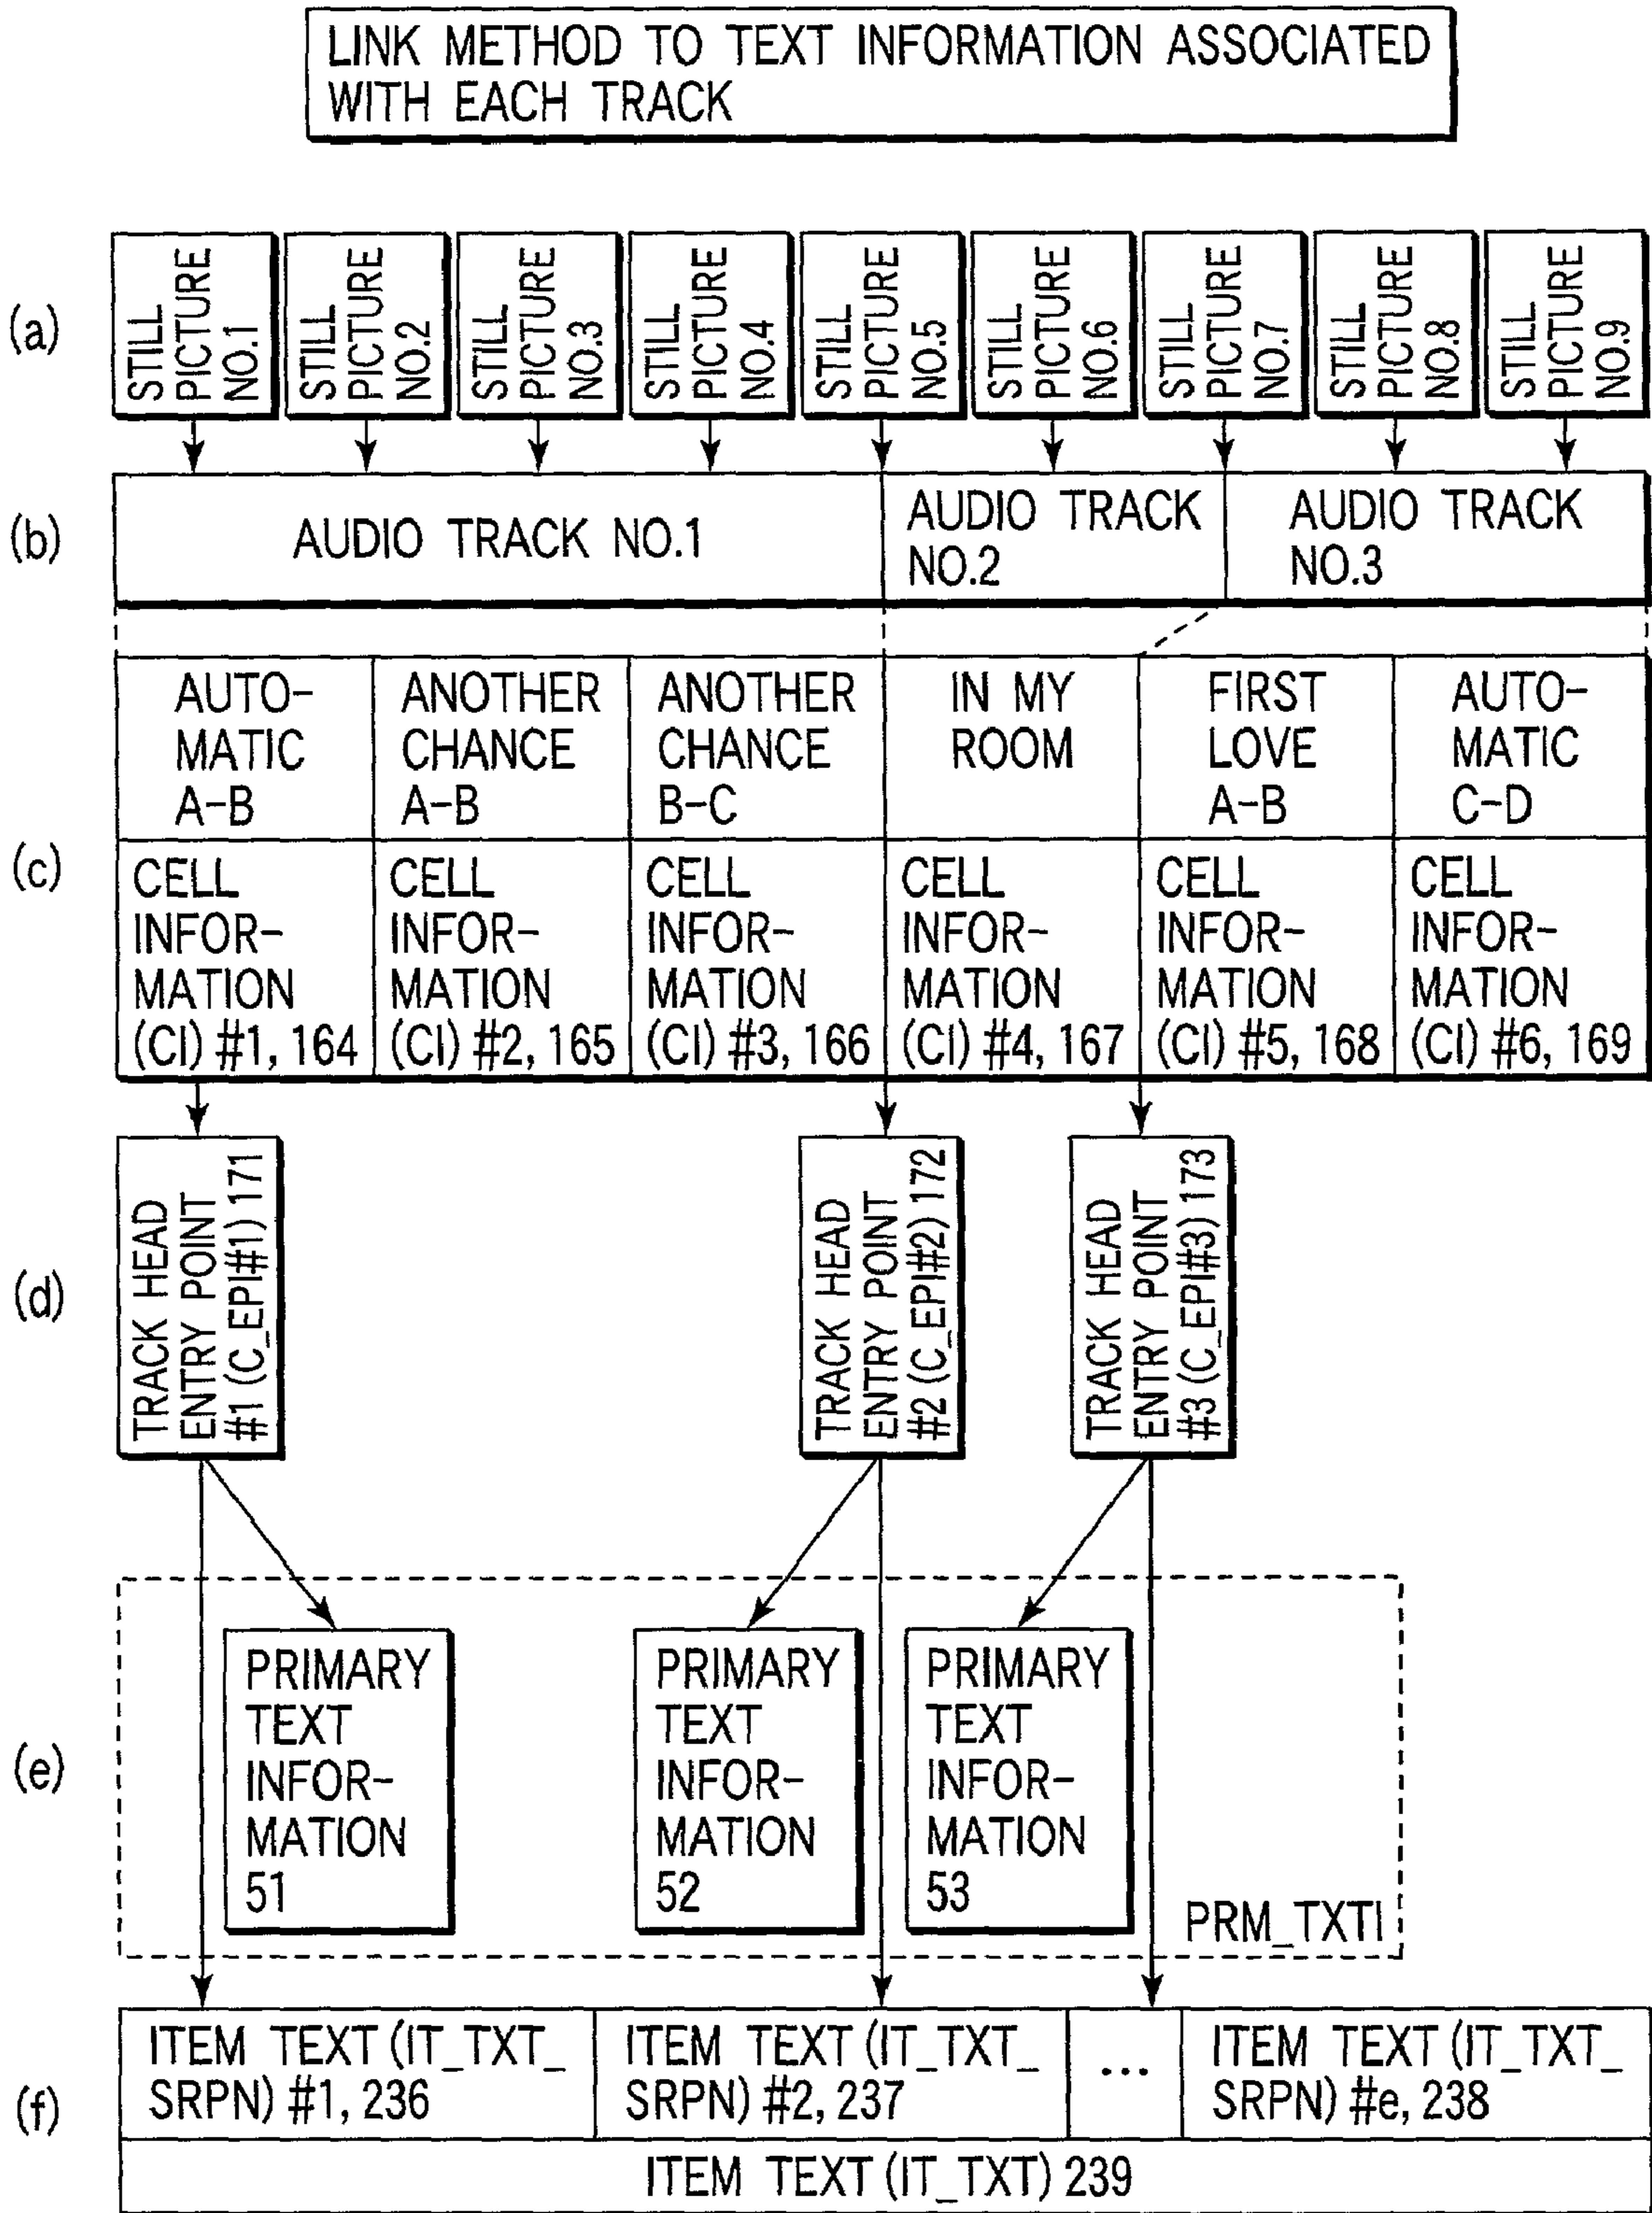 LINK METHOD TO TEXT INFORMATION ASSOCIATED
WITH EACH TRACK
(a)
STILL
PICTURE
NO.1
STILL
PICTURE
NO.2
STILL
PICTURE
NO.3
STILL
PICTURE
NO.4
STILL
PICTURE
NO.5
STILL
PICTURE
NO.6
STILL
PICTURE
NO.7
STILL
PICTURE
NO.8
STILL
PICTURE
NO.9
(b)
AUDIO TRACK NO.1
AUDIO TRACK
NO.2
AUDIO TRACK
NO.3
(c)
AUTO-
MATIC
A-B
ANOTHER
CHANCE
A-B
ANOTHER
CHANCE
B-C
IN MY
ROOM
FIRST
LOVE
A-B
AUTO-
MATIC
C-D
CELL
INFOR-
MATION
(CI) #1, 164
CELL
INFOR-
MATION
(CI) #2, 165
CELL
INFOR-
MATION
(CI) #3, 166
CELL
INFOR-
MATION
(CI) #4, 167
CELL
INFOR-
MATION
(CI) #5, 168
CELL
INFOR-
MATION
(CI) #6, 169
(d)
TRACK HEAD
ENTRY POINT
#1 (C_EPI#1) 171
TRACK HEAD
ENTRY POINT
#2 (C_EPI#2) 172
TRACK HEAD
ENTRY POINT
#3 (C_EPI#3) 173
(e)
PRIMARY
TEXT
INFOR-
MATION
51
PRIMARY
TEXT
INFOR-
MATION
52
PRIMARY
TEXT
INFOR-
MATION
53
PRM_TXTI
(f)
ITEM TEXT (IT_TXT_
SRPN) #1, 236
ITEM TEXT (IT_TXT_
SRPN) #2, 237
...
ITEM TEXT (IT_TXT_
SRPN) #e, 238
ITEM TEXT (IT_TXT) 239